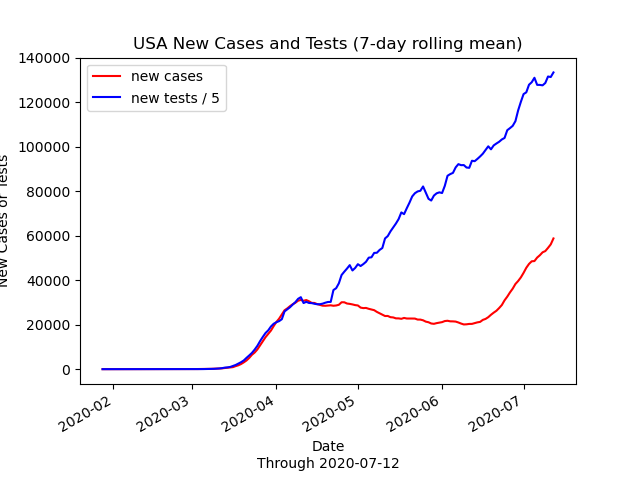 USA New Cases and Tests (7-day rolling mean)
new cases
new tests / 5
140000
120000
100000
80000
60000
40000
20000
0
New Cases or Tests
2020-02
2020-03
2020-04
2020-05
2020-06
2020-07
Date
Through 2020-07-12